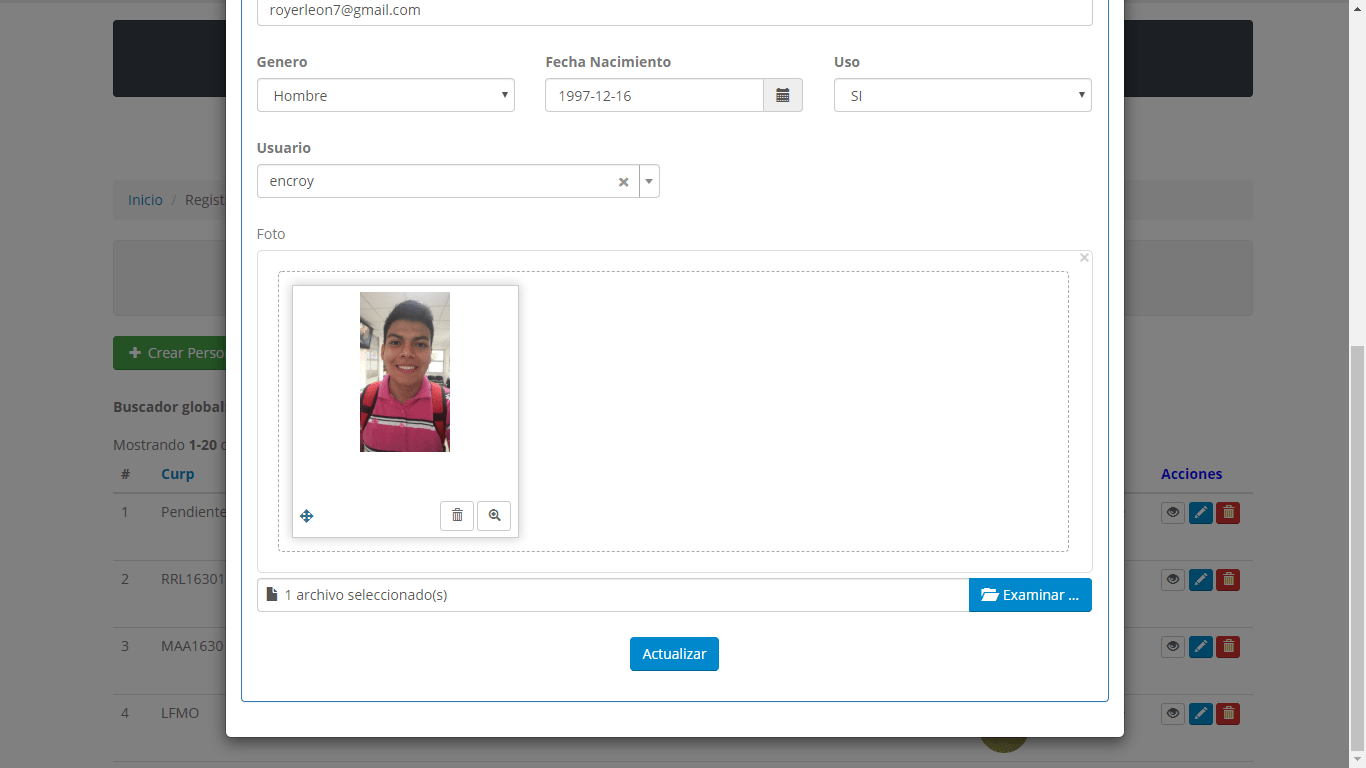 royerleon7@gmail.com
Genero
Fecha Nacimiento
Uso
Hombre
1997-12-16
SI
Usuario
encroy
Inicio / Regist
Foto
Crear Perso
Buscador global:
Mostrando 1-20
# Curp Acciones
1 Pendiente
2 RRL16301
3 MAA1630
4 LFMO
1 archivo seleccionado(s)
Examinar ...
Actualizar